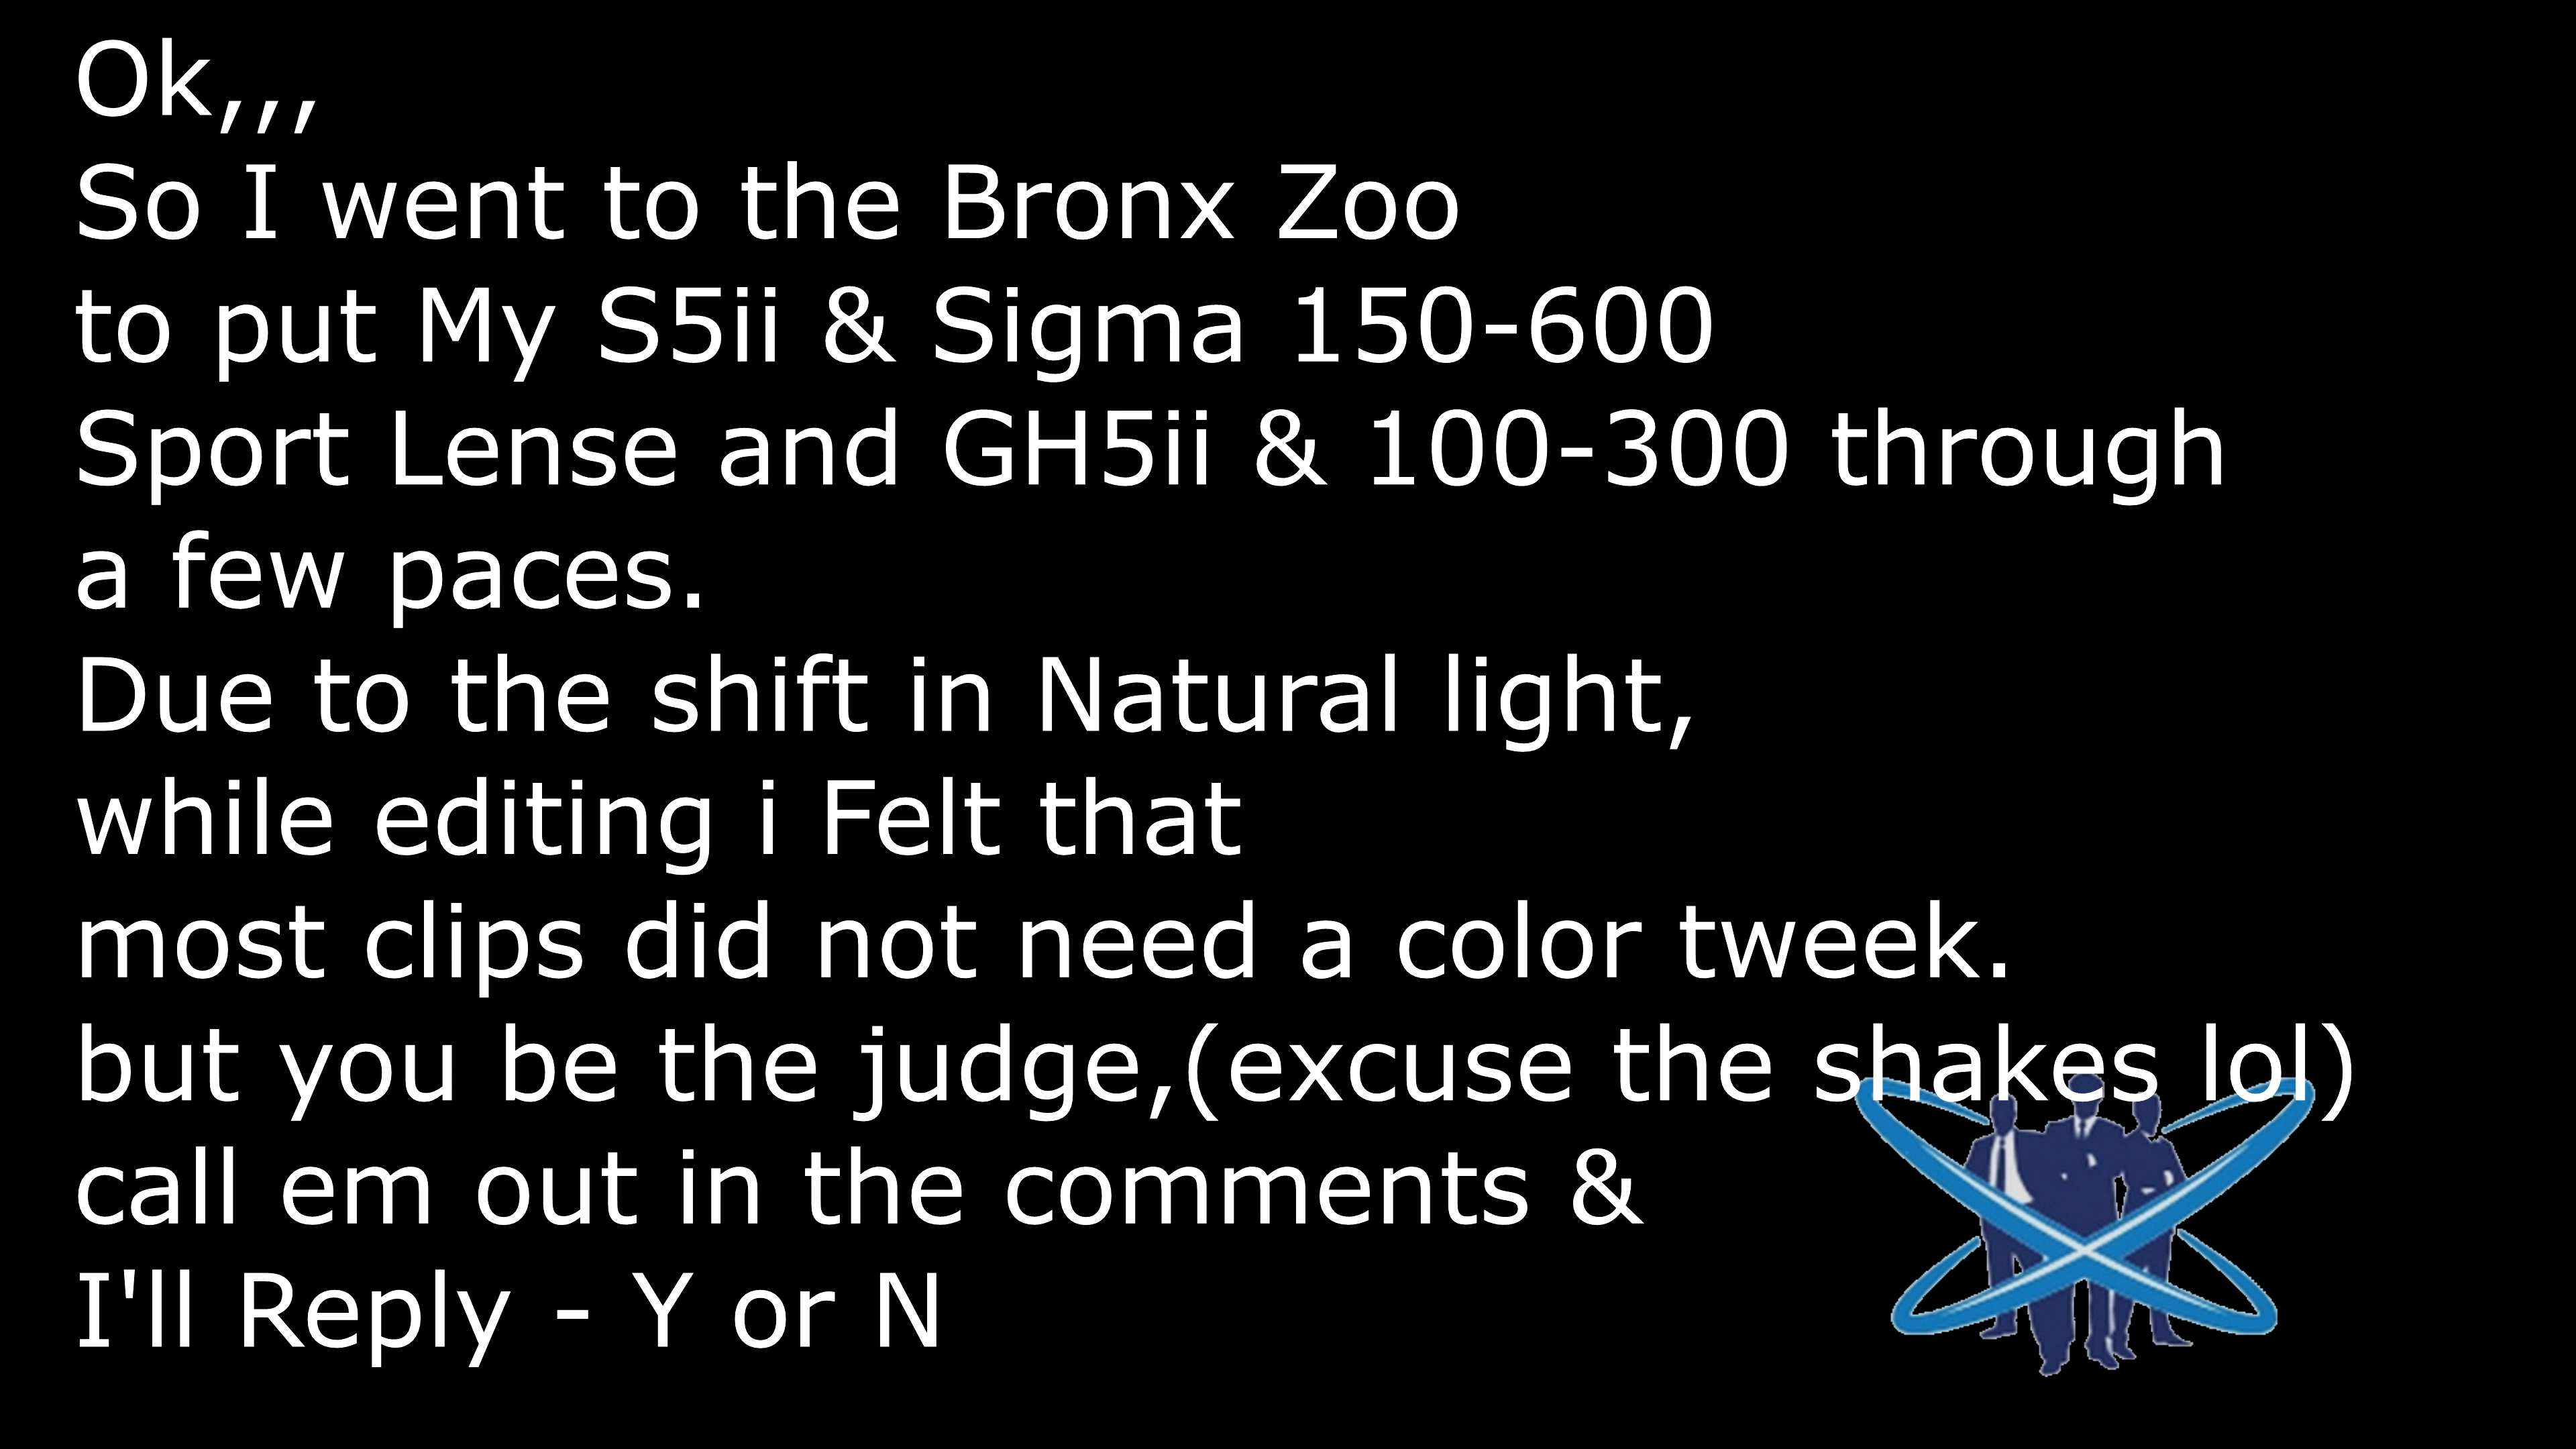 Ok,,,
So I went to the Bronx Zoo
to put My S5ii & Sigma 150-600
Sport Lense and GH5ii & 100-300 through
a few paces.
Due to the shift in Natural light,
while editing i Felt that
most clips did not need a color tweek.
but you be the judge,(excuse the shakes lol)
call em out in the comments &
I'll Reply - Y or N